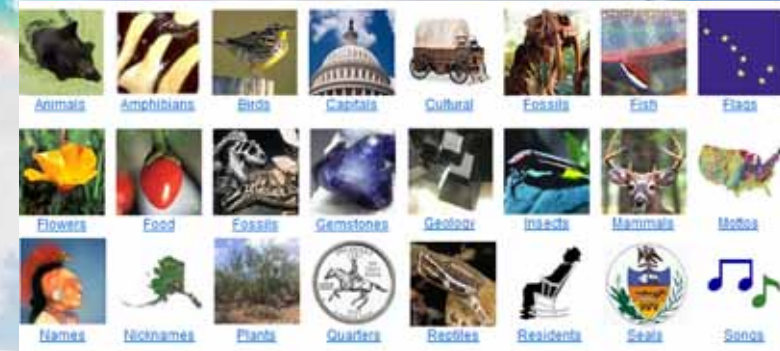 Animals Amphibians Birds Capitals Cultural Fossils Fish Flags
Flowers Food Fossils Gemstones Geology Insects Mammals Mottos
Names Nicknames Plants Quarters Reptiles Residents Seals Songs